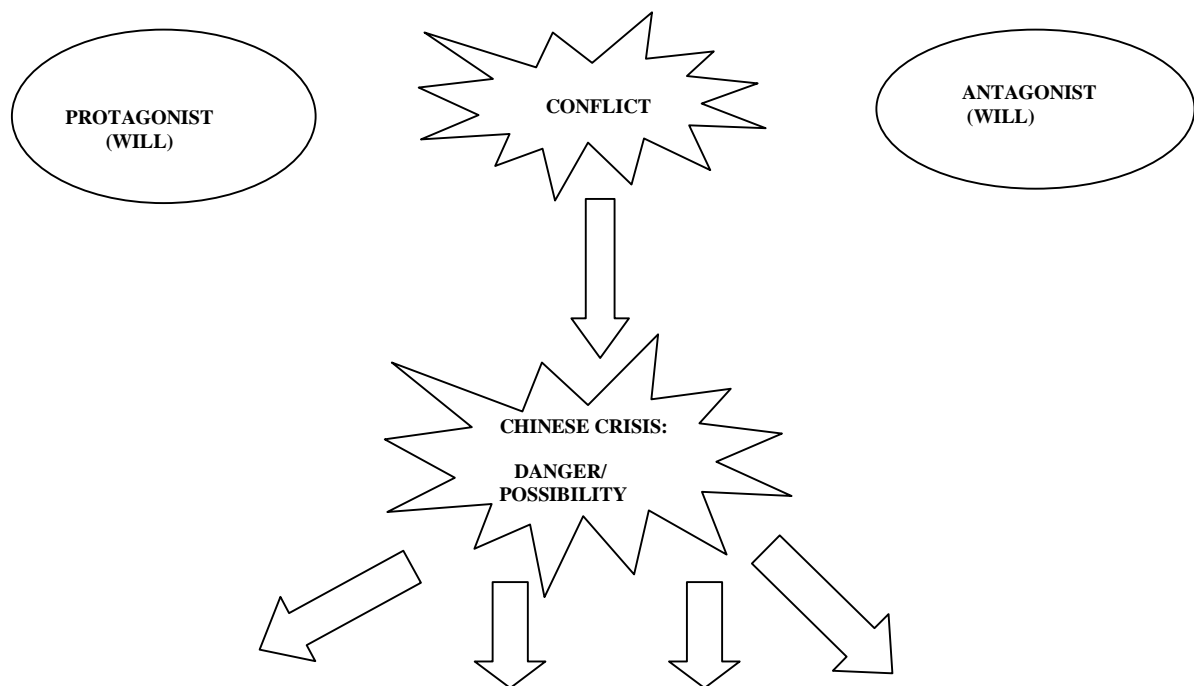 PROTAGONIST
(WILL)
CONFLICT
ANTAGONIST
(WILL)
CHINESE CRISIS:
DANGER/
POSSIBILITY